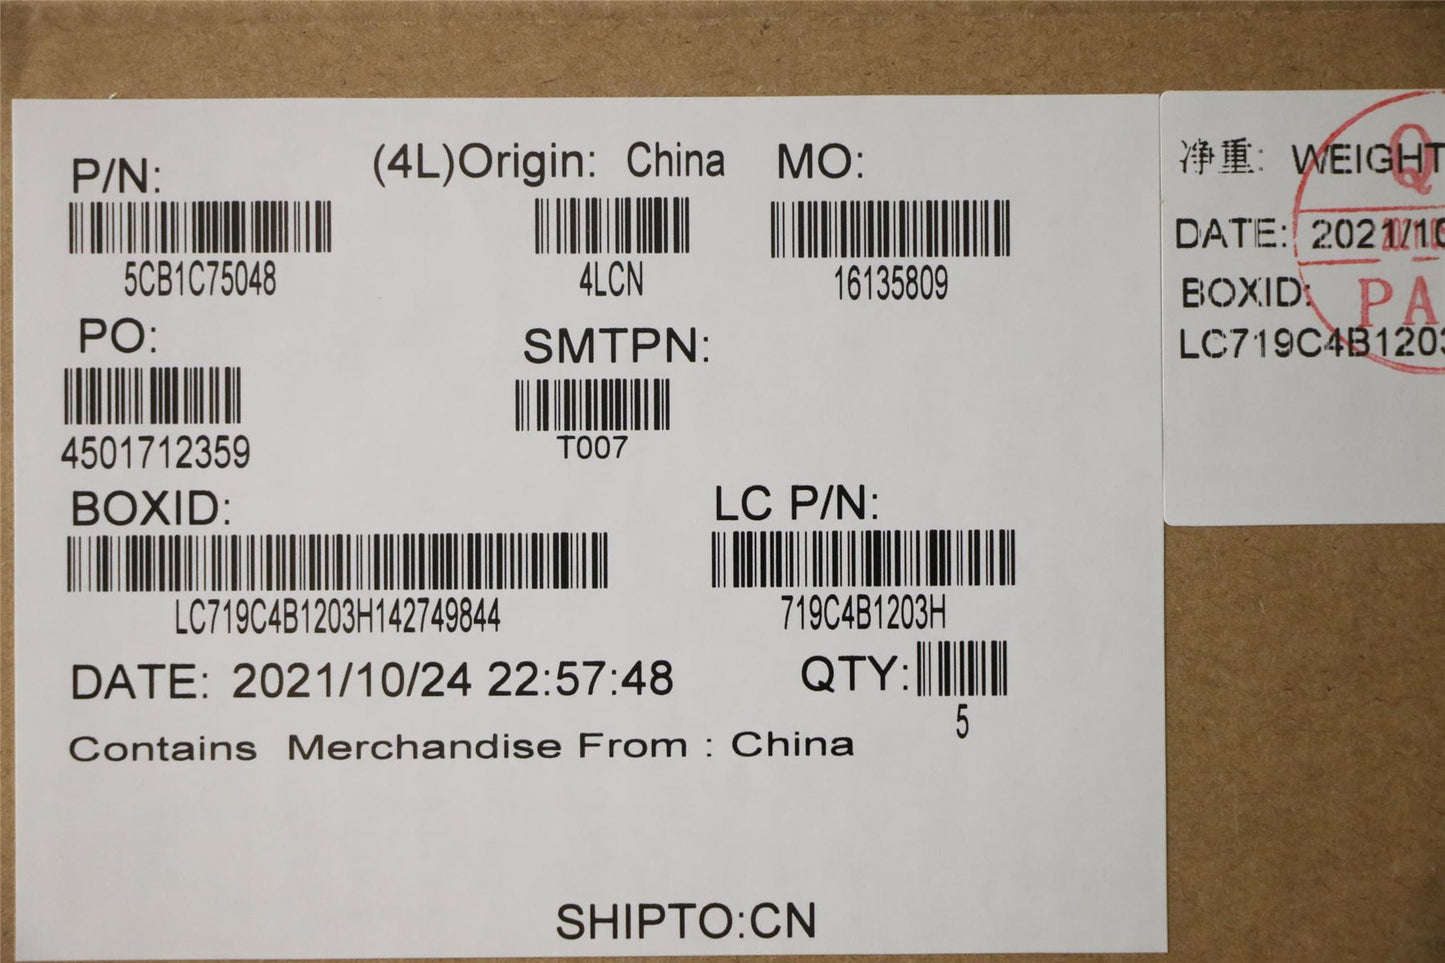 P/N: (4L)Origin: China MO:
5CB1C75048 4LCN 16135809
PO: SMTPN:
4501712359 T007
BOXID: LC P/N:
LC719C4B1203H142749844 719C4B1203H
DATE: 2021/10/24 22:57:48 QTY:
5
Contains Merchandise From : China
SHIPTO:CN
净重: WEIGHT
DATE: 2021/10
BOXID:
LC719C4B1203
Q
PA